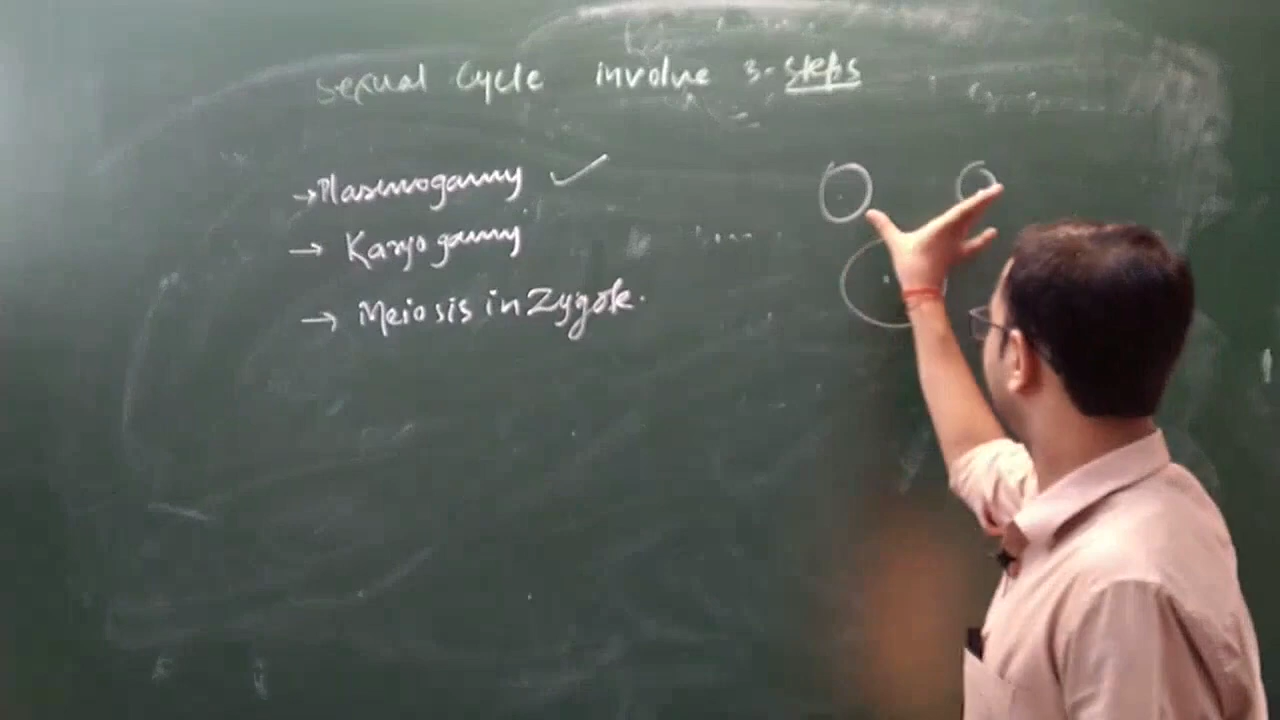 sexual Cycle involve 3-steps
→Plasmogamy ✓
→ Karyogamy
→ Meiosis in Zygote.